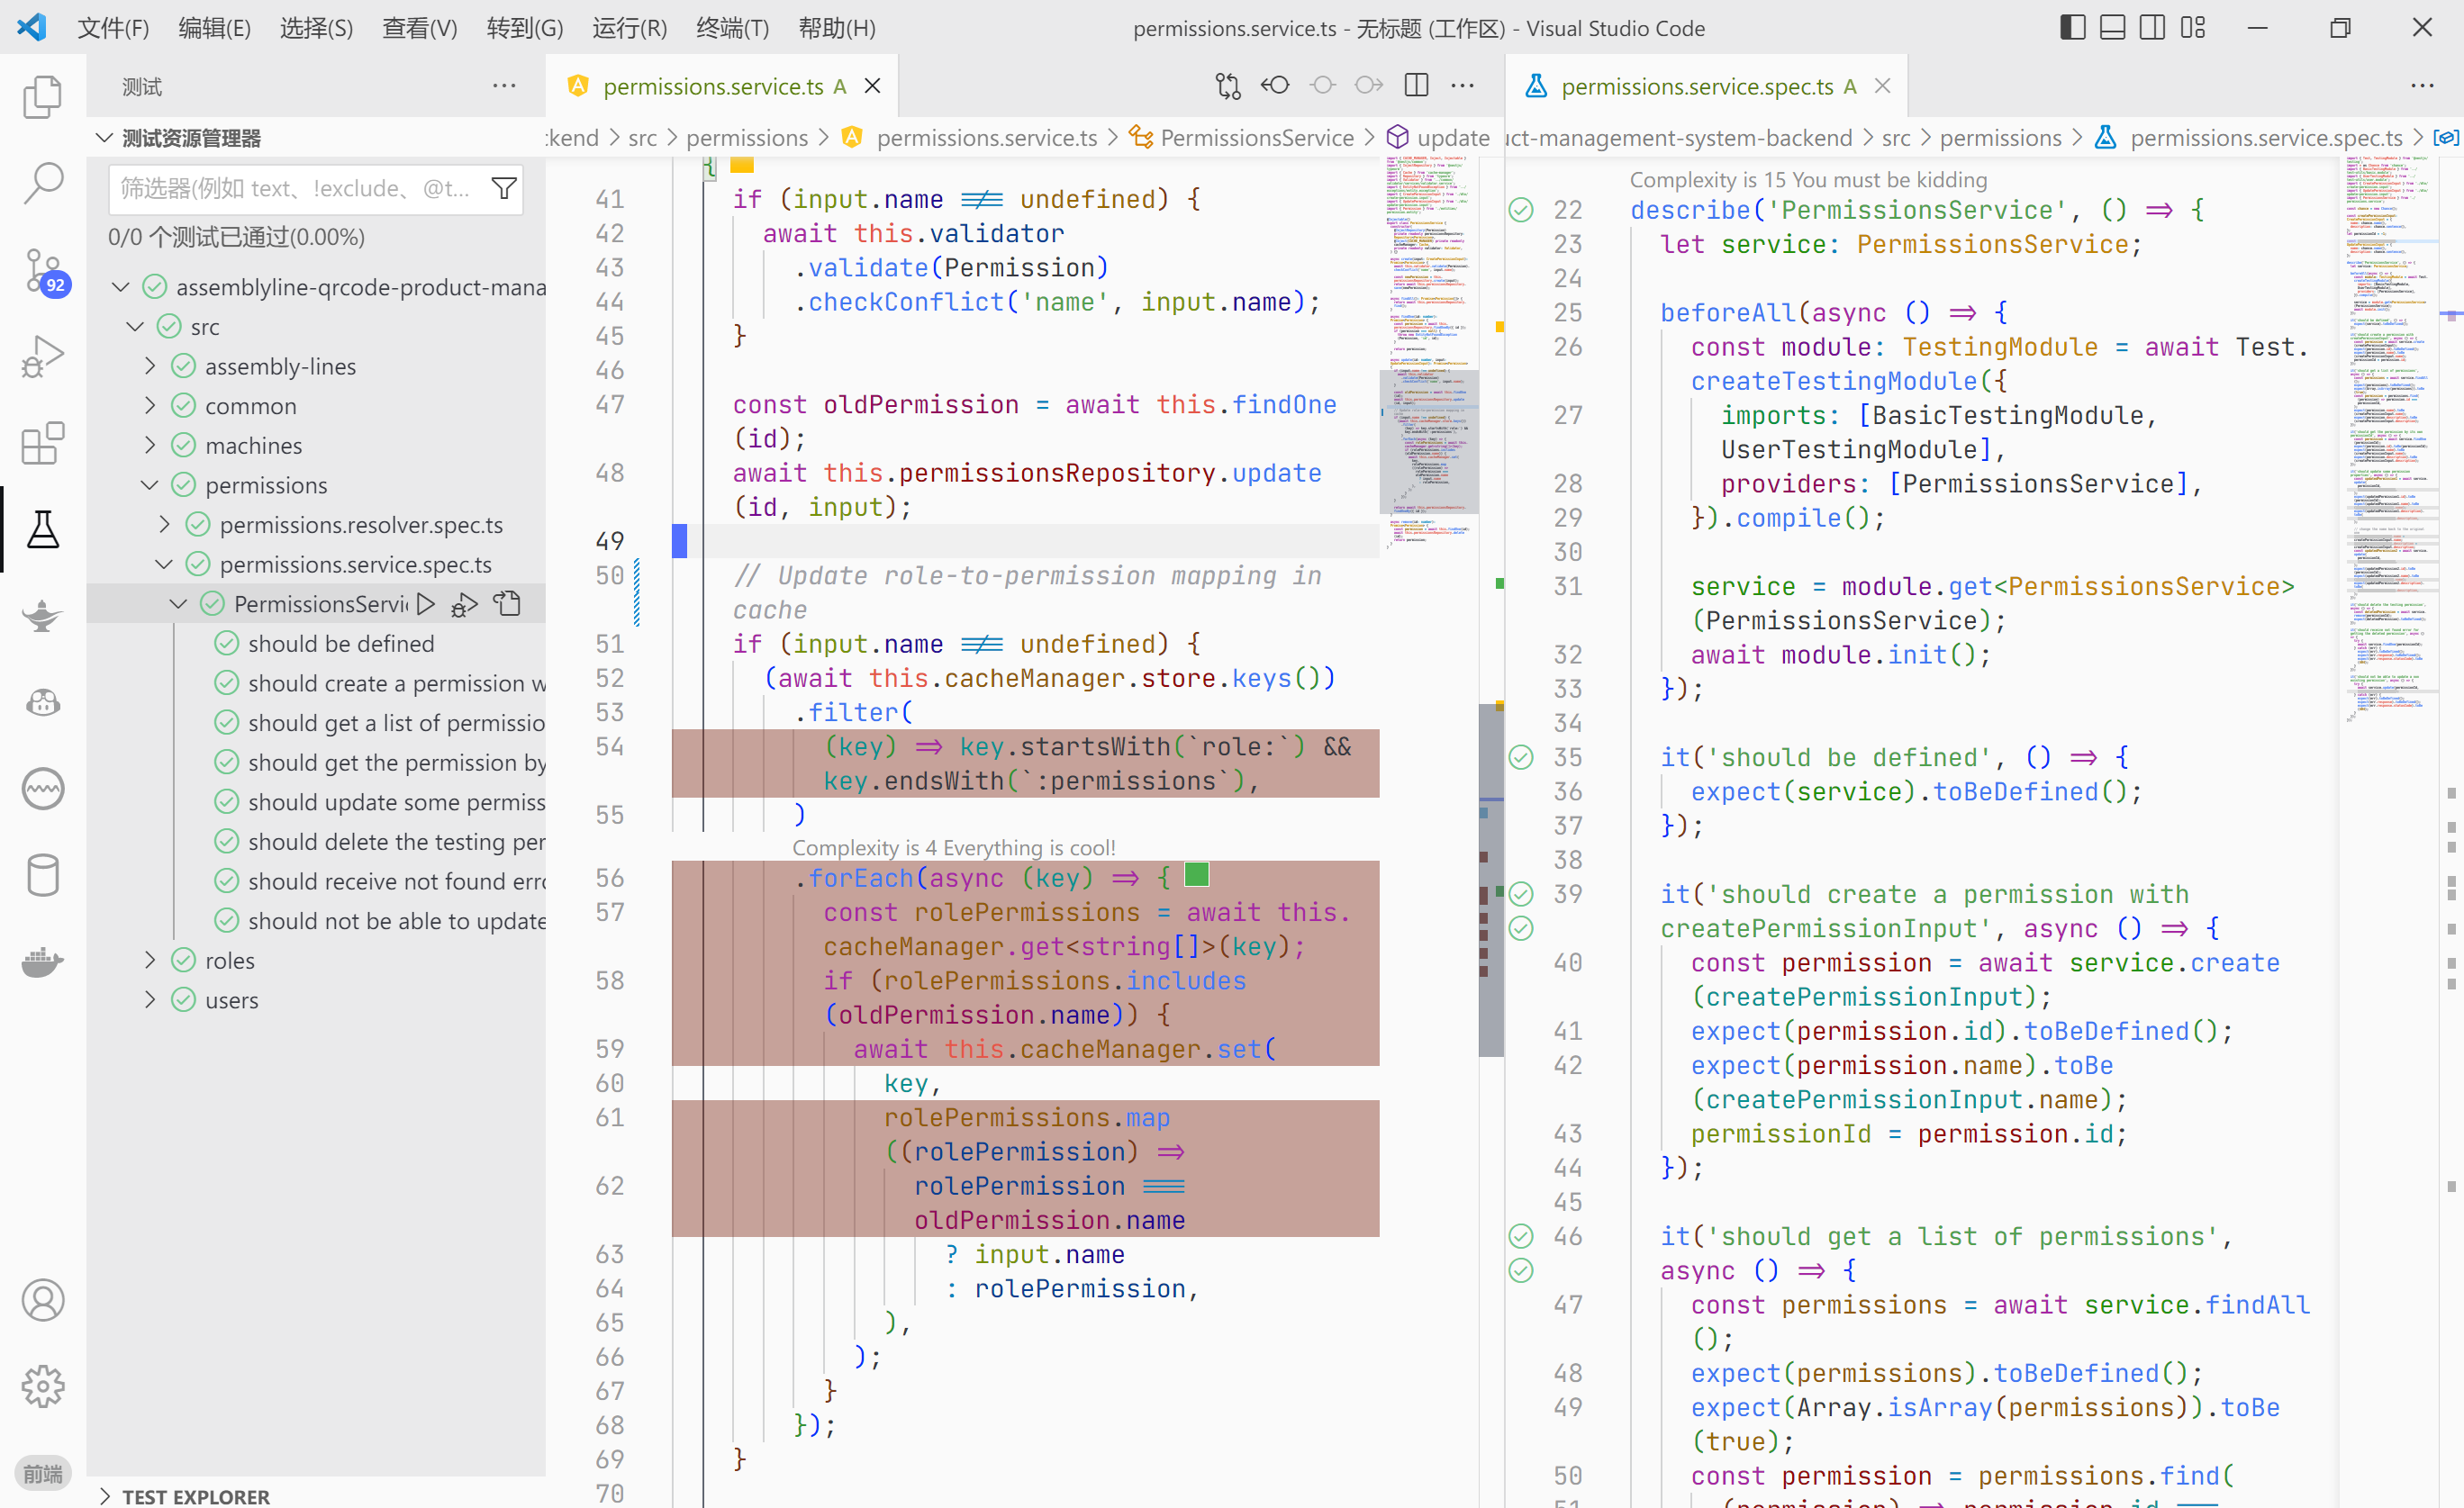 文件(F) 编辑(E) 选择(S) 查看(V) 转到(G) 运行(R) 终端(T) 帮助(H)
permissions.service.ts - 无标题 (工作区) - Visual Studio Code
测试
测试资源管理器
筛选器(例如 text、!exclude、@t...
0/0 个测试已通过(0.00%)
assemblyline-qrcode-product-mana
src
assembly-lines
common
machines
permissions
permissions.resolver.spec.ts
permissions.service.spec.ts
PermissionsServi
should be defined
should create a permission w
should get a list of permissio
should get the permission by
should update some permiss
should delete the testing per
should receive not found erro
should not be able to update
roles
users
TEST EXPLORER
92
前端
permissions.service.ts A
ckend > src > permissions > permissions.service.ts > PermissionsService > update
{
41 if (input.name !== undefined) {
42 await this.validator
43 .validate(Permission)
44 .checkConflict('name', input.name);
45 }
46
47 const oldPermission = await this.findOne
(id);
48 await this.permissionsRepository.update
(id, input);
49
50 // Update role-to-permission mapping in
cache
51 if (input.name !== undefined) {
52 (await this.cacheManager.store.keys())
53 .filter(
54 (key) => key.startsWith(`role:`) &&
key.endsWith(`:permissions`),
55 )
Complexity is 4 Everything is cool!
56 .forEach(async (key) => {
57 const rolePermissions = await this.
cacheManager.get<string[]>(key);
58 if (rolePermissions.includes
(oldPermission.name)) {
59 await this.cacheManager.set(
60 key,
61 rolePermissions.map
((rolePermission) =>
62 rolePermission ===
oldPermission.name
63 ? input.name
64 : rolePermission,
65 ),
66 );
67 }
68 });
69 }
70
permissions.service.spec.ts A
uct-management-system-backend > src > permissions > permissions.service.spec.ts >
Complexity is 15 You must be kidding
22 describe('PermissionsService', () => {
23 let service: PermissionsService;
24
25 beforeAll(async () => {
26 const module: TestingModule = await Test.
createTestingModule({
27 imports: [BasicTestingModule,
UserTestingModule],
28 providers: [PermissionsService],
29 }).compile();
30
31 service = module.get<PermissionsService>
(PermissionsService);
32 await module.init();
33 });
34
35 it('should be defined', () => {
36 expect(service).toBeDefined();
37 });
38
39 it('should create a permission with
createPermissionInput', async () => {
40 const permission = await service.create
(createPermissionInput);
41 expect(permission.id).toBeDefined();
42 expect(permission.name).toBe
(createPermissionInput.name);
43 permissionId = permission.id;
44 });
45
46 it('should get a list of permissions',
async () => {
47 const permissions = await service.findAll
();
48 expect(permissions).toBeDefined();
49 expect(Array.isArray(permissions)).toBe
(true);
50 const permission = permissions.find(
51 (permission) => permission.id ===